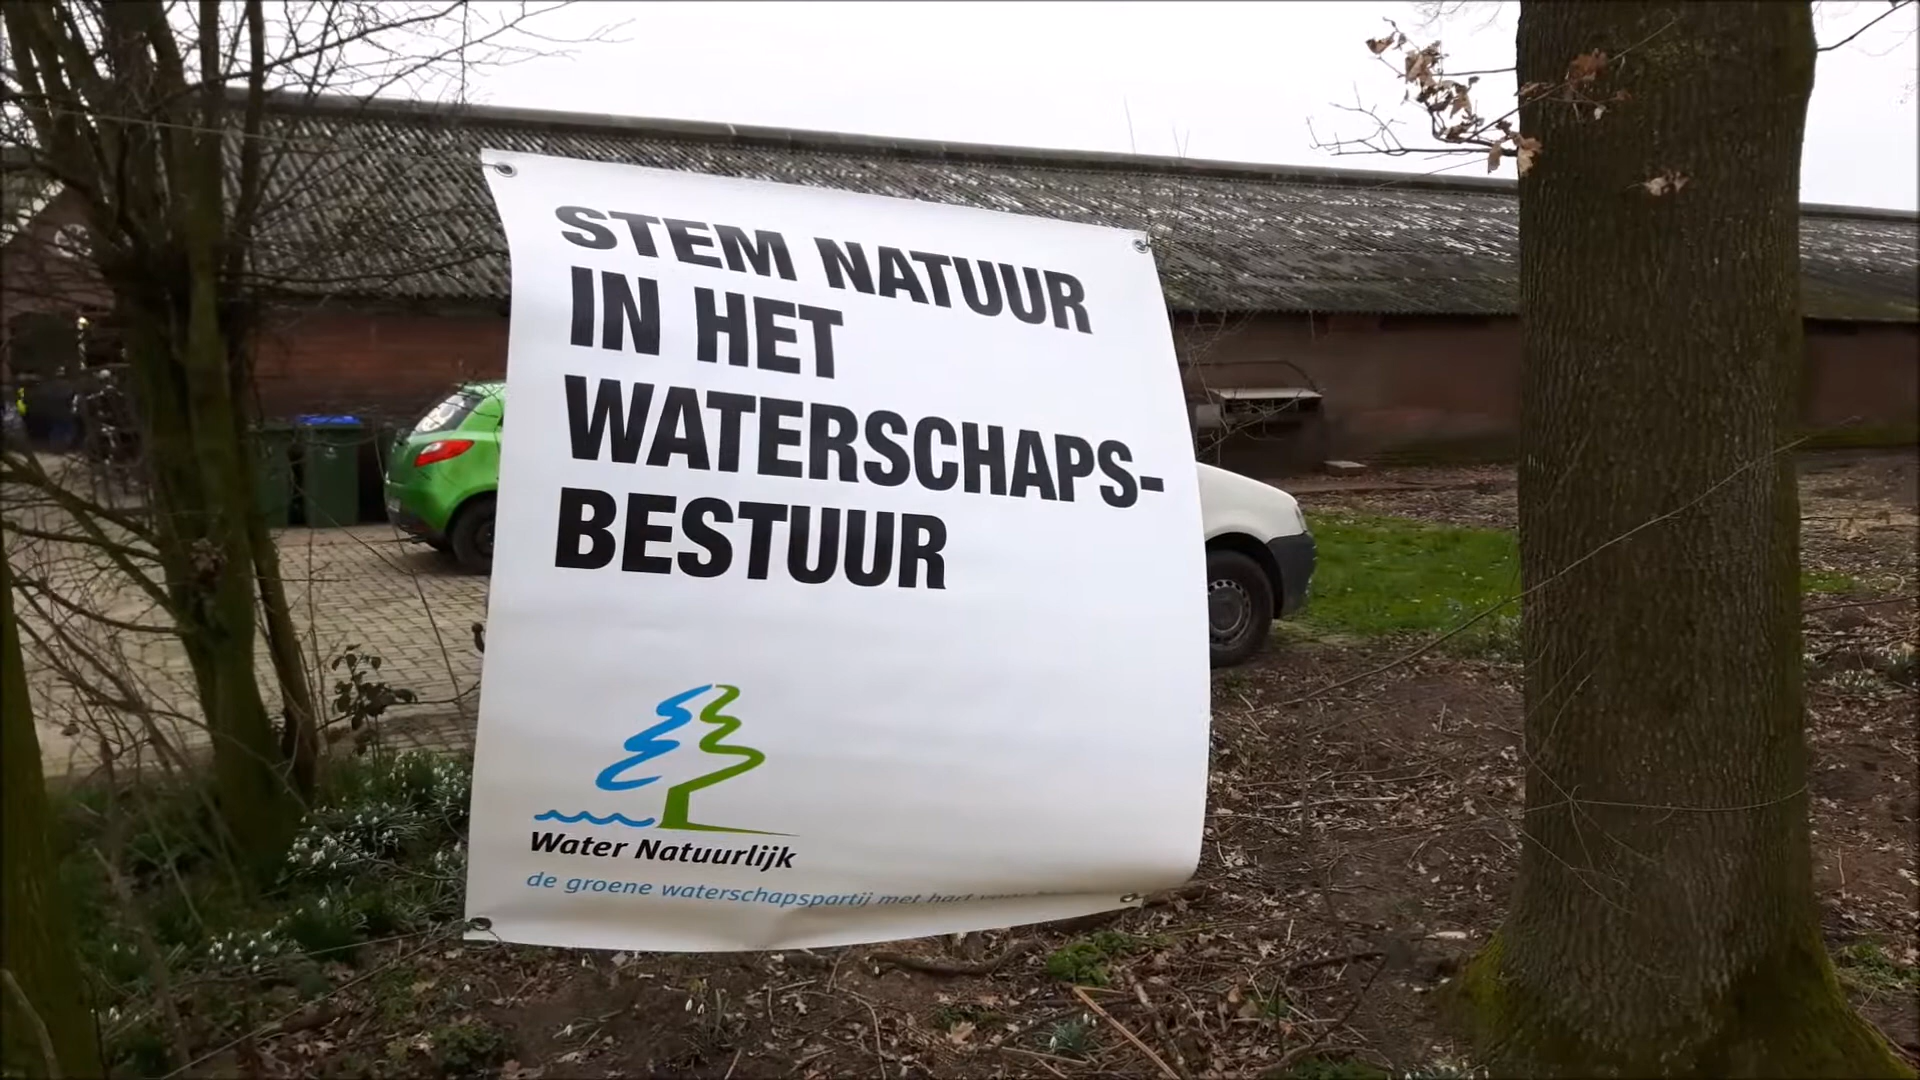 STEM NATUUR
IN HET
WATERSCHAPS-
BESTUUR
Water Natuurlijk
de groene waterschapspartij met hart voor